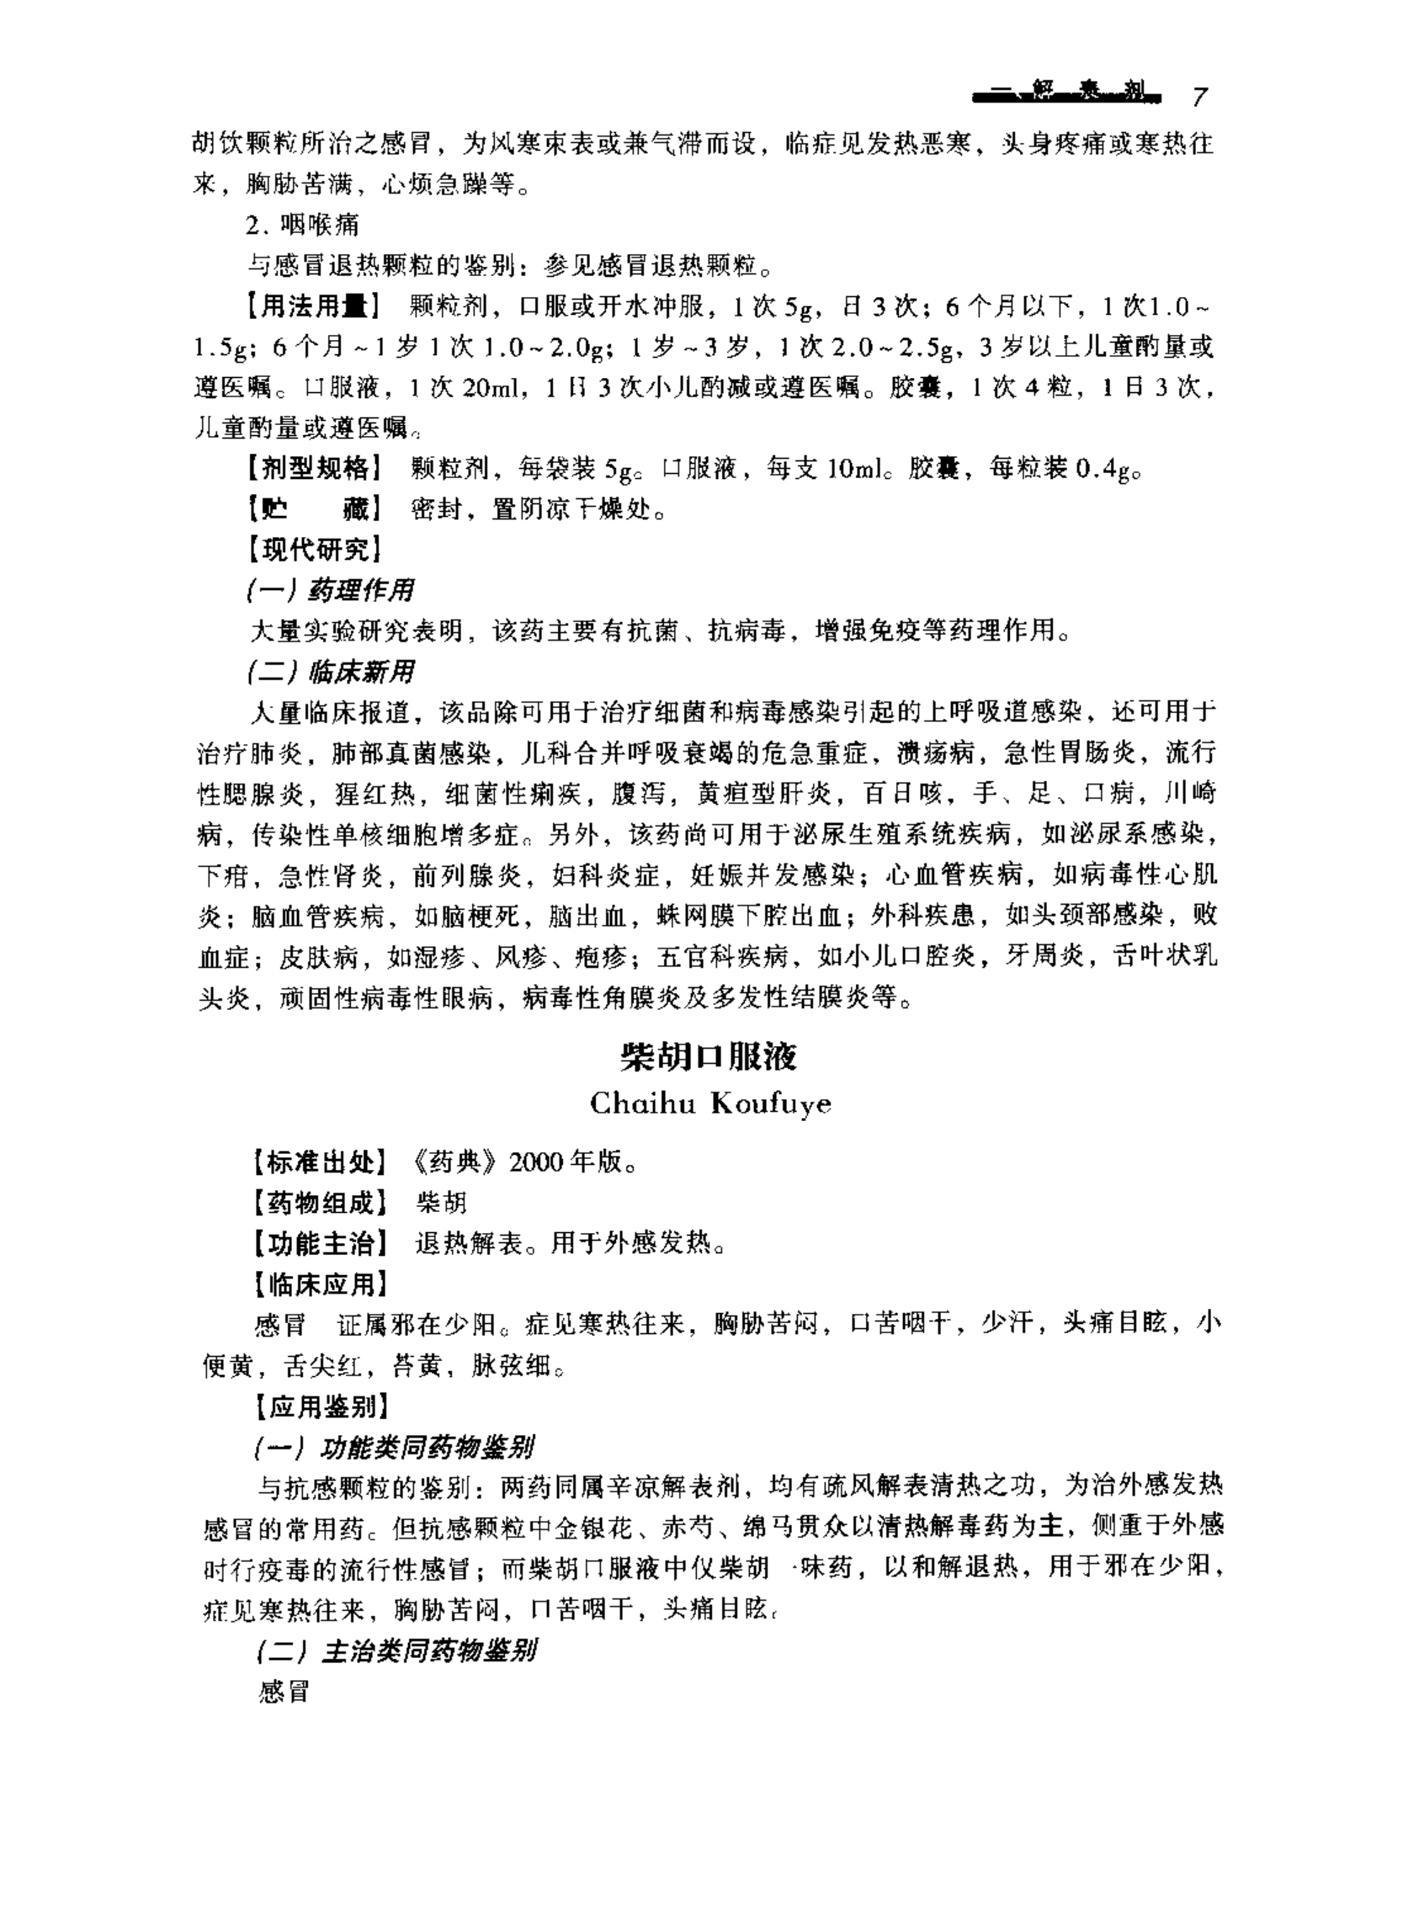 一、解 表 剂 7
胡饮颗粒所治之感冒，为风寒束表或兼气滞而设，临症见发热恶寒，头身疼痛或寒热往
来，胸胁苦满，心烦急躁等。
2. 咽喉痛
与感冒退热颗粒的鉴别：参见感冒退热颗粒。
【用法用量】 颗粒剂，口服或开水冲服，1次5g，日3次；6个月以下，1次1.0~
1.5g；6个月~1岁1次1.0~2.0g；1岁~3岁，1次2.0~2.5g，3岁以上儿童酌量或
遵医嘱。口服液，1次20ml，1日3次小儿酌减或遵医嘱。胶囊，1次4粒，1日3次，
儿童酌量或遵医嘱。
【剂型规格】 颗粒剂，每袋装5g。口服液，每支10ml。胶囊，每粒装0.4g。
【贮　　藏】 密封，置阴凉干燥处。
【现代研究】
(一) 药理作用
大量实验研究表明，该药主要有抗菌、抗病毒，增强免疫等药理作用。
(二) 临床新用
大量临床报道，该品除可用于治疗细菌和病毒感染引起的上呼吸道感染，还可用于
治疗肺炎，肺部真菌感染，儿科合并呼吸衰竭的危急重症，溃疡病，急性胃肠炎，流行
性腮腺炎，猩红热，细菌性痢疾，腹泻，黄疸型肝炎，百日咳，手、足、口病，川崎
病，传染性单核细胞增多症。另外，该药尚可用于泌尿生殖系统疾病，如泌尿系感染，
下疳，急性肾炎，前列腺炎，妇科炎症，妊娠并发感染；心血管疾病，如病毒性心肌
炎；脑血管疾病，如脑梗死，脑出血，蛛网膜下腔出血；外科疾患，如头颈部感染，败
血症；皮肤病，如湿疹、风疹、疱疹；五官科疾病，如小儿口腔炎，牙周炎，舌叶状乳
头炎，顽固性病毒性眼病，病毒性角膜炎及多发性结膜炎等。
柴胡口服液
Chaihu Koufuye
【标准出处】《药典》2000年版。
【药物组成】 柴胡
【功能主治】 退热解表。用于外感发热。
【临床应用】
感冒　证属邪在少阳。症见寒热往来，胸胁苦闷，口苦咽干，少汗，头痛目眩，小
便黄，舌尖红，苔黄，脉弦细。
【应用鉴别】
(一) 功能类同药物鉴别
与抗感颗粒的鉴别：两药同属辛凉解表剂，均有疏风解表清热之功，为治外感发热
感冒的常用药。但抗感颗粒中金银花、赤芍、绵马贯众以清热解毒药为主，侧重于外感
时行疫毒的流行性感冒；而柴胡口服液中仅柴胡一味药，以和解退热，用于邪在少阳，
症见寒热往来，胸胁苦闷，口苦咽干，头痛目眩。
(二) 主治类同药物鉴别
感冒